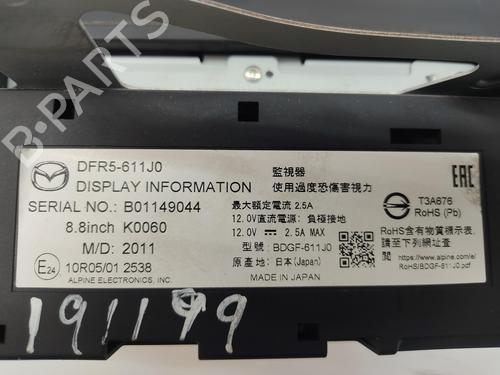 B-PARTS
DFR5-611J0
DISPLAY INFORMATION
SERIAL NO.: B01149044
8.8inch K0060
M/D: 2011
E24
10R05/01 2538
ALPINE ELECTRONICS, INC.
監視器
使用過度恐傷害視力
最大額定電流 2.5A
12.0V直流電源: 負極接地
12.0V 2.5A MAX
型號: BDGF-611J0
原產地: 日本(Japan)
MADE IN JAPAN
EAC
T3A676
RoHS (Pb)
RoHS含有物質標示表,
請至下列網址查
https://www.alpine.com/e/
RoHS/BDGF-611J0.pdf
191199